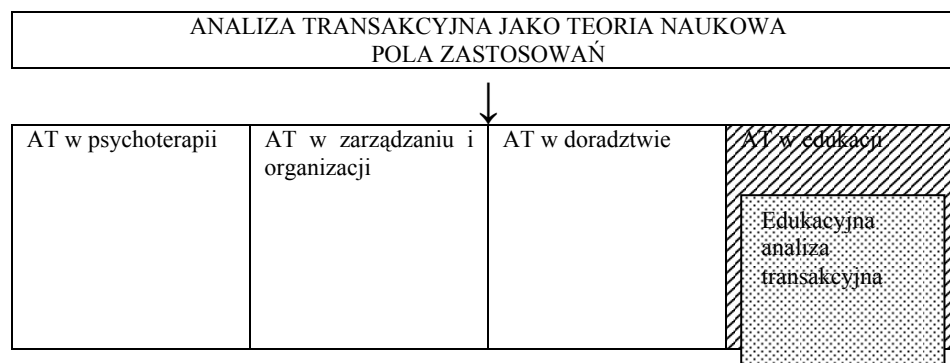 ANALIZA TRANSAKCYJNA JAKO TEORIA NAUKOWA
POLA ZASTOSOWAŃ
AT w psychoterapii
AT w zarządzaniu i
organizacji
AT w doradztwie
AT w edukacji
Edukacyjna
analiza
transakcyjna